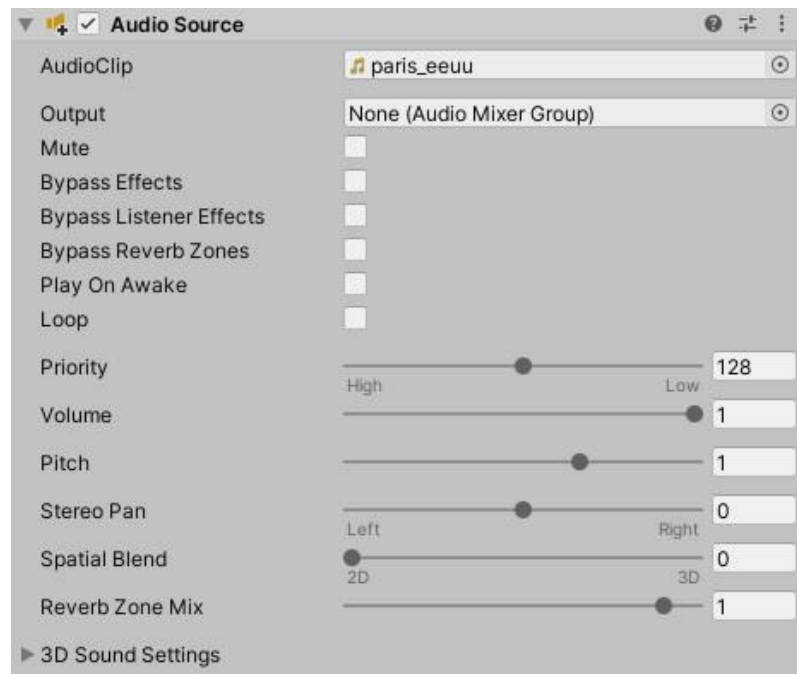 Audio Source
AudioClip paris_eeuu
Output None (Audio Mixer Group)
Mute
Bypass Effects
Bypass Listener Effects
Bypass Reverb Zones
Play On Awake
Loop
Priority 128
High Low
Volume 1
Pitch 1
Stereo Pan 0
Left Right
Spatial Blend 0
2D 3D
Reverb Zone Mix 1
3D Sound Settings